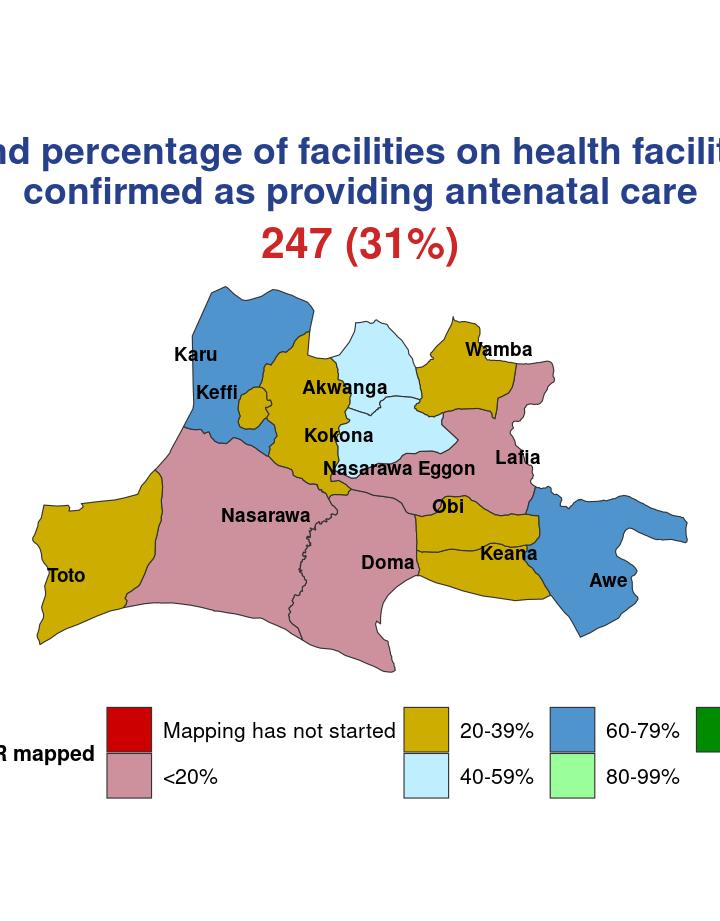 nd percentage of facilities on health facilit
confirmed as providing antenatal care
247 (31%)
Karu
Wamba
Keffi
Akwanga
Kokona
Lafia
Nasarawa Eggon
Obi
Nasarawa
Keana
Doma
Toto
Awe
R mapped
Mapping has not started
20-39%
60-79%
<20%
40-59%
80-99%